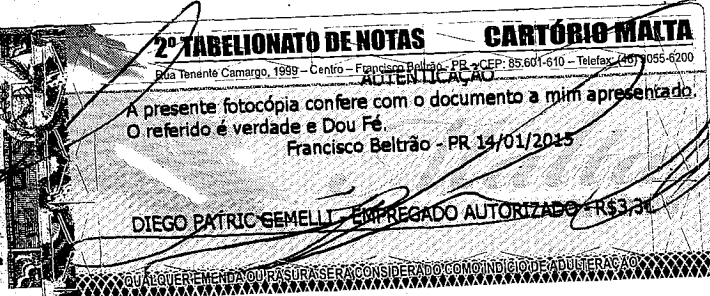 2º TABELIONATO DE NOTAS CARTÓRIO MALTA
Rua Tenente Camargo, 1999 – Centro – Francisco Beltrão - PR - CEP: 85.601-610 – Telefax: (46) 3055-6200
AUTENTICAÇÃO
A presente fotocópia confere com o documento a mim apresentado.
O referido é verdade e Dou Fé.
Francisco Beltrão - PR 14/01/2015
DIEGO PATRIC GEMELLI - EMPREGADO AUTORIZADO - R$3,31
QUALQUER EMENDA OU RASURA SERÁ CONSIDERADO COMO INDÍCIO DE ADULTERAÇÃO